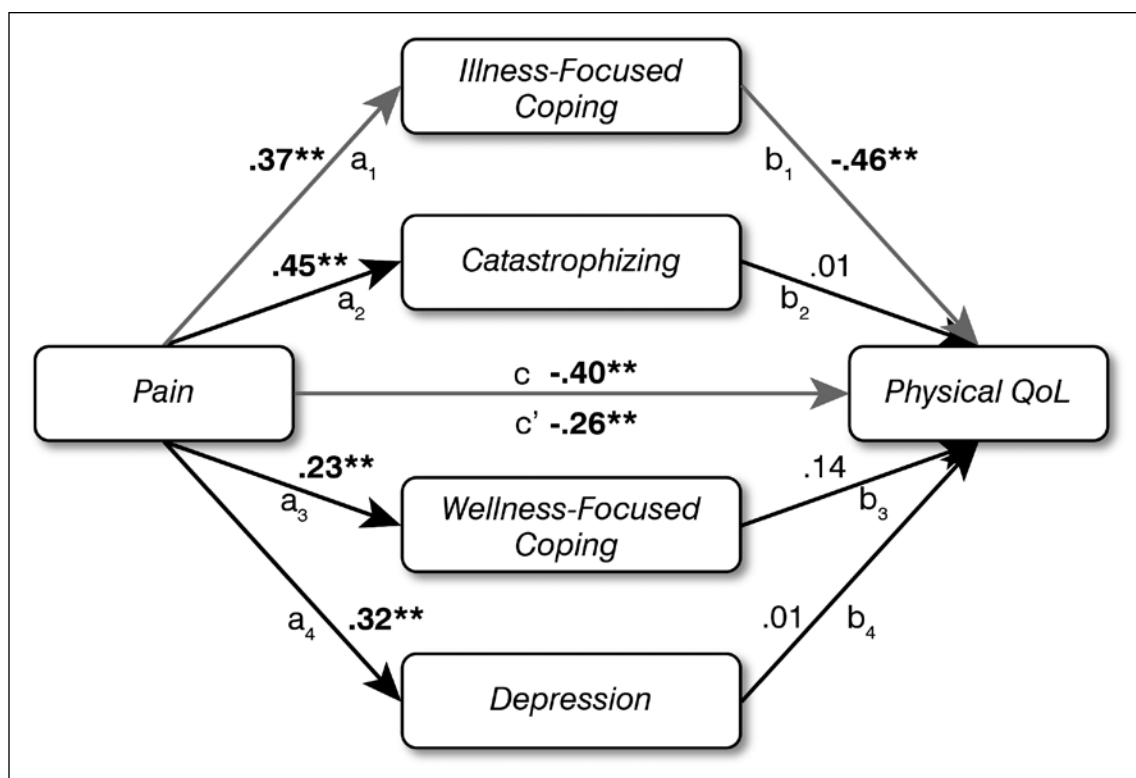 Illness-Focused
Coping
.37**
a1
b1
-.46**
Catastrophizing
.45**
a2
.01
b2
Pain
c -.40**
c' -.26**
Physical QoL
.23**
a3
Wellness-Focused
Coping
.14
b3
a4
.32**
.01
b4
Depression